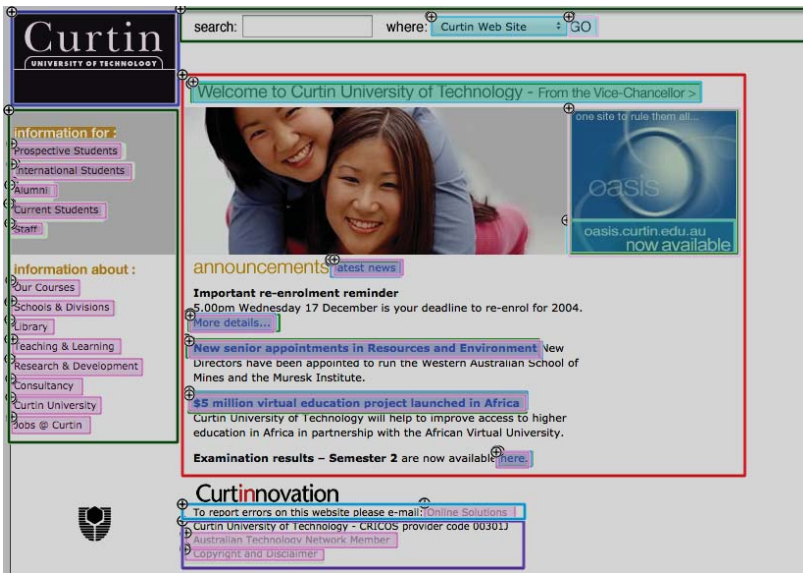 Curtin
UNIVERSITY OF TECHNOLOGY
search:
where: Curtin Web Site GO
Welcome to Curtin University of Technology - From the Vice-Chancellor >
one site to rule them all...
oasis
oasis.curtin.edu.au
now available
information for :
Prospective Students
International Students
Alumni
Current Students
Staff
information about :
Our Courses
Schools & Divisions
Library
Teaching & Learning
Research & Development
Consultancy
Curtin University
Jobs @ Curtin
announcements latest news
Important re-enrolment reminder
5.00pm Wednesday 17 December is your deadline to re-enrol for 2004.
More details...
New senior appointments in Resources and Environment New
Directors have been appointed to run the Western Australian School of
Mines and the Muresk Institute.
$5 million virtual education project launched in Africa
Curtin University of Technology will help to improve access to higher
education in Africa in partnership with the African Virtual University.
Examination results – Semester 2 are now available here.
Curtinnovation
To report errors on this website please e-mail: Online Solutions
Curtin University of Technology - CRICOS provider code 00301J
Australian Technology Network Member
Copyright and Disclaimer